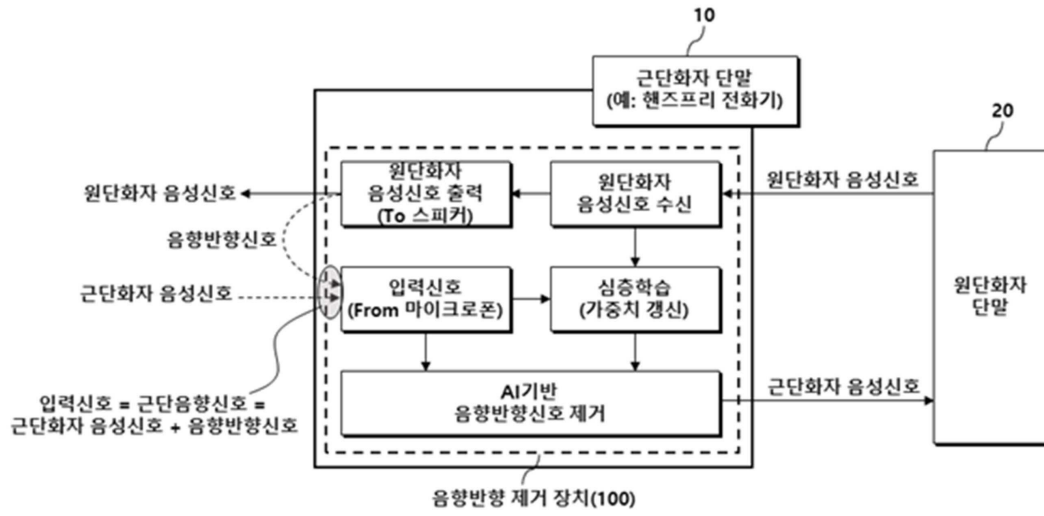 10
근단화자 단말
(예: 핸즈프리 전화기)
20
원단화자 음성신호
원단화자
음성신호 출력
(To 스피커)
원단화자
음성신호 수신
원단화자 음성신호
음향반향신호
근단화자 음성신호
입력신호
(From 마이크로폰)
심층학습
(가중치 갱신)
원단화자
단말
AI기반
음향반향신호 제거
근단화자 음성신호
입력신호 = 근단음향신호 =
근단화자 음성신호 + 음향반향신호
음향반향 제거 장치(100)